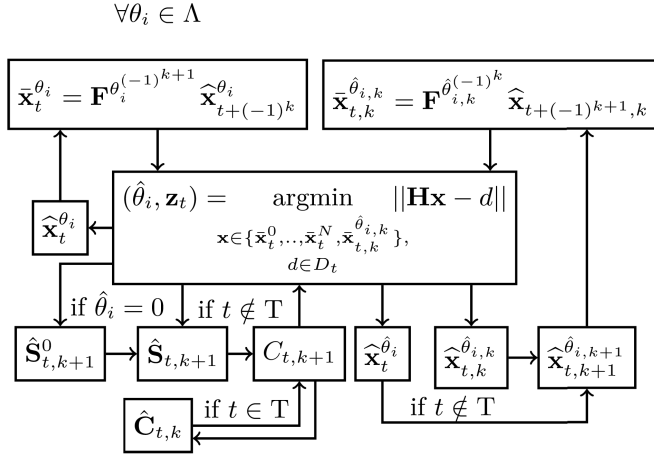 ∀θ_i ∈ Λ
x̄_t^{θ_i} = F^{θ_i^{(-1)^{k+1}}} x̂_{t+(-1)^k}^{θ_i}
x̄_{t,k}^{θ̂_{i,k}} = F^{θ̂_{i,k}^{(-1)^k}} x̂_{t+(-1)^{k+1},k}
(θ̂_i, z_t) = argmin ||Hx − d||
x∈{x̄_t^0,..,x̄_t^N,x̄_{t,k}^{θ̂_{i,k}}},
d∈D_t
x̂_t^{θ_i}
if θ̂_i = 0
if t ∉ T
Ŝ_{t,k+1}^0
Ŝ_{t,k+1}
C_{t,k+1}
x̂_t^{θ̂_i}
x̂_{t,k}^{θ̂_{i,k}}
x̂_{t,k+1}^{θ̂_{i,k+1}}
if t ∈ T
if t ∉ T
Ĉ_{t,k}